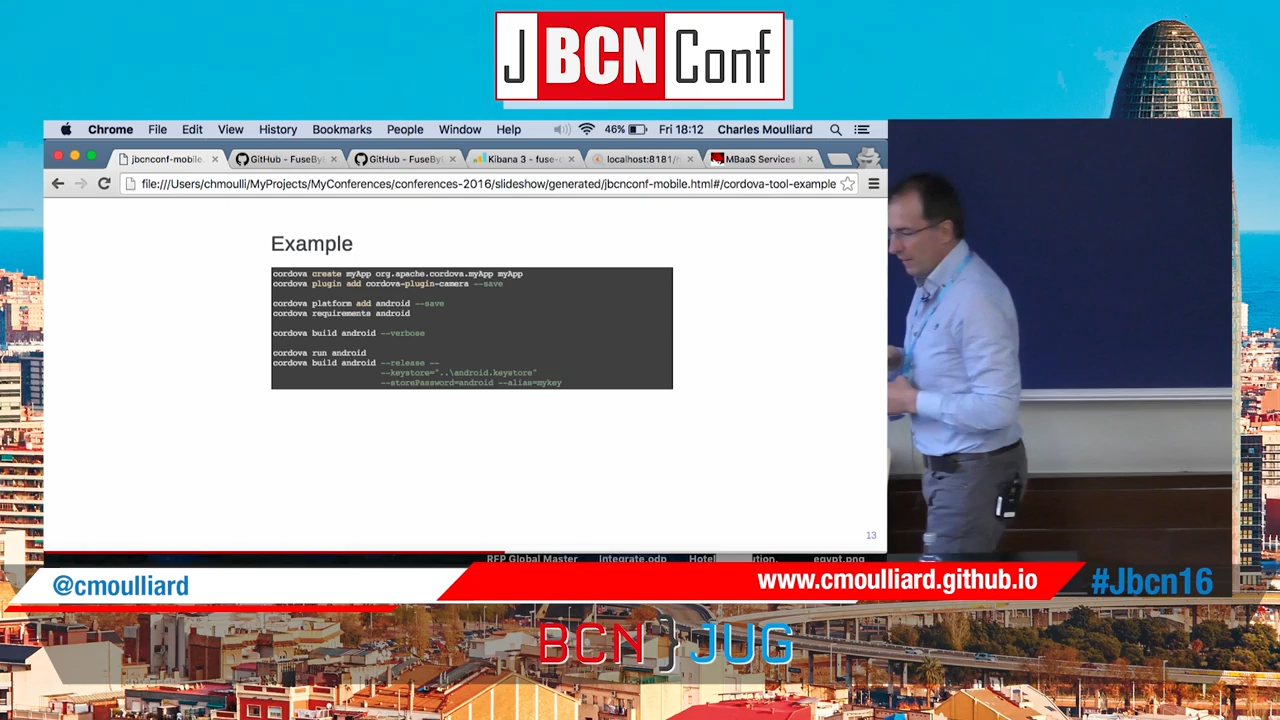 J BCN Conf
Chrome File Edit View History Bookmarks People Window Help 46% Fri 18:12 Charles Moulliard
jbcnconf-mobile. GitHub - FuseBy GitHub - FuseBy Kibana 3 - fuse- localhost:8181/ MBaaS Services
file:///Users/chmoulli/MyProjects/MyConferences/conferences-2016/slideshow/generated/jbcnconf-mobile.html#/cordova-tool-example
Example
cordova create myApp org.apache.cordova.myApp myApp
cordova plugin add cordova-plugin-camera --save
cordova platform add android --save
cordova requirements android
cordova build android --verbose
cordova run android
cordova build android --release --
--keystore="..\android.keystore"
--storePassword=android --alias=mykey
13
RFP Global Master Integrate.odp Hotel ution. egypt.png
@cmoulliard
www.cmoulliard.github.io
#Jbcn16
BCN JUG